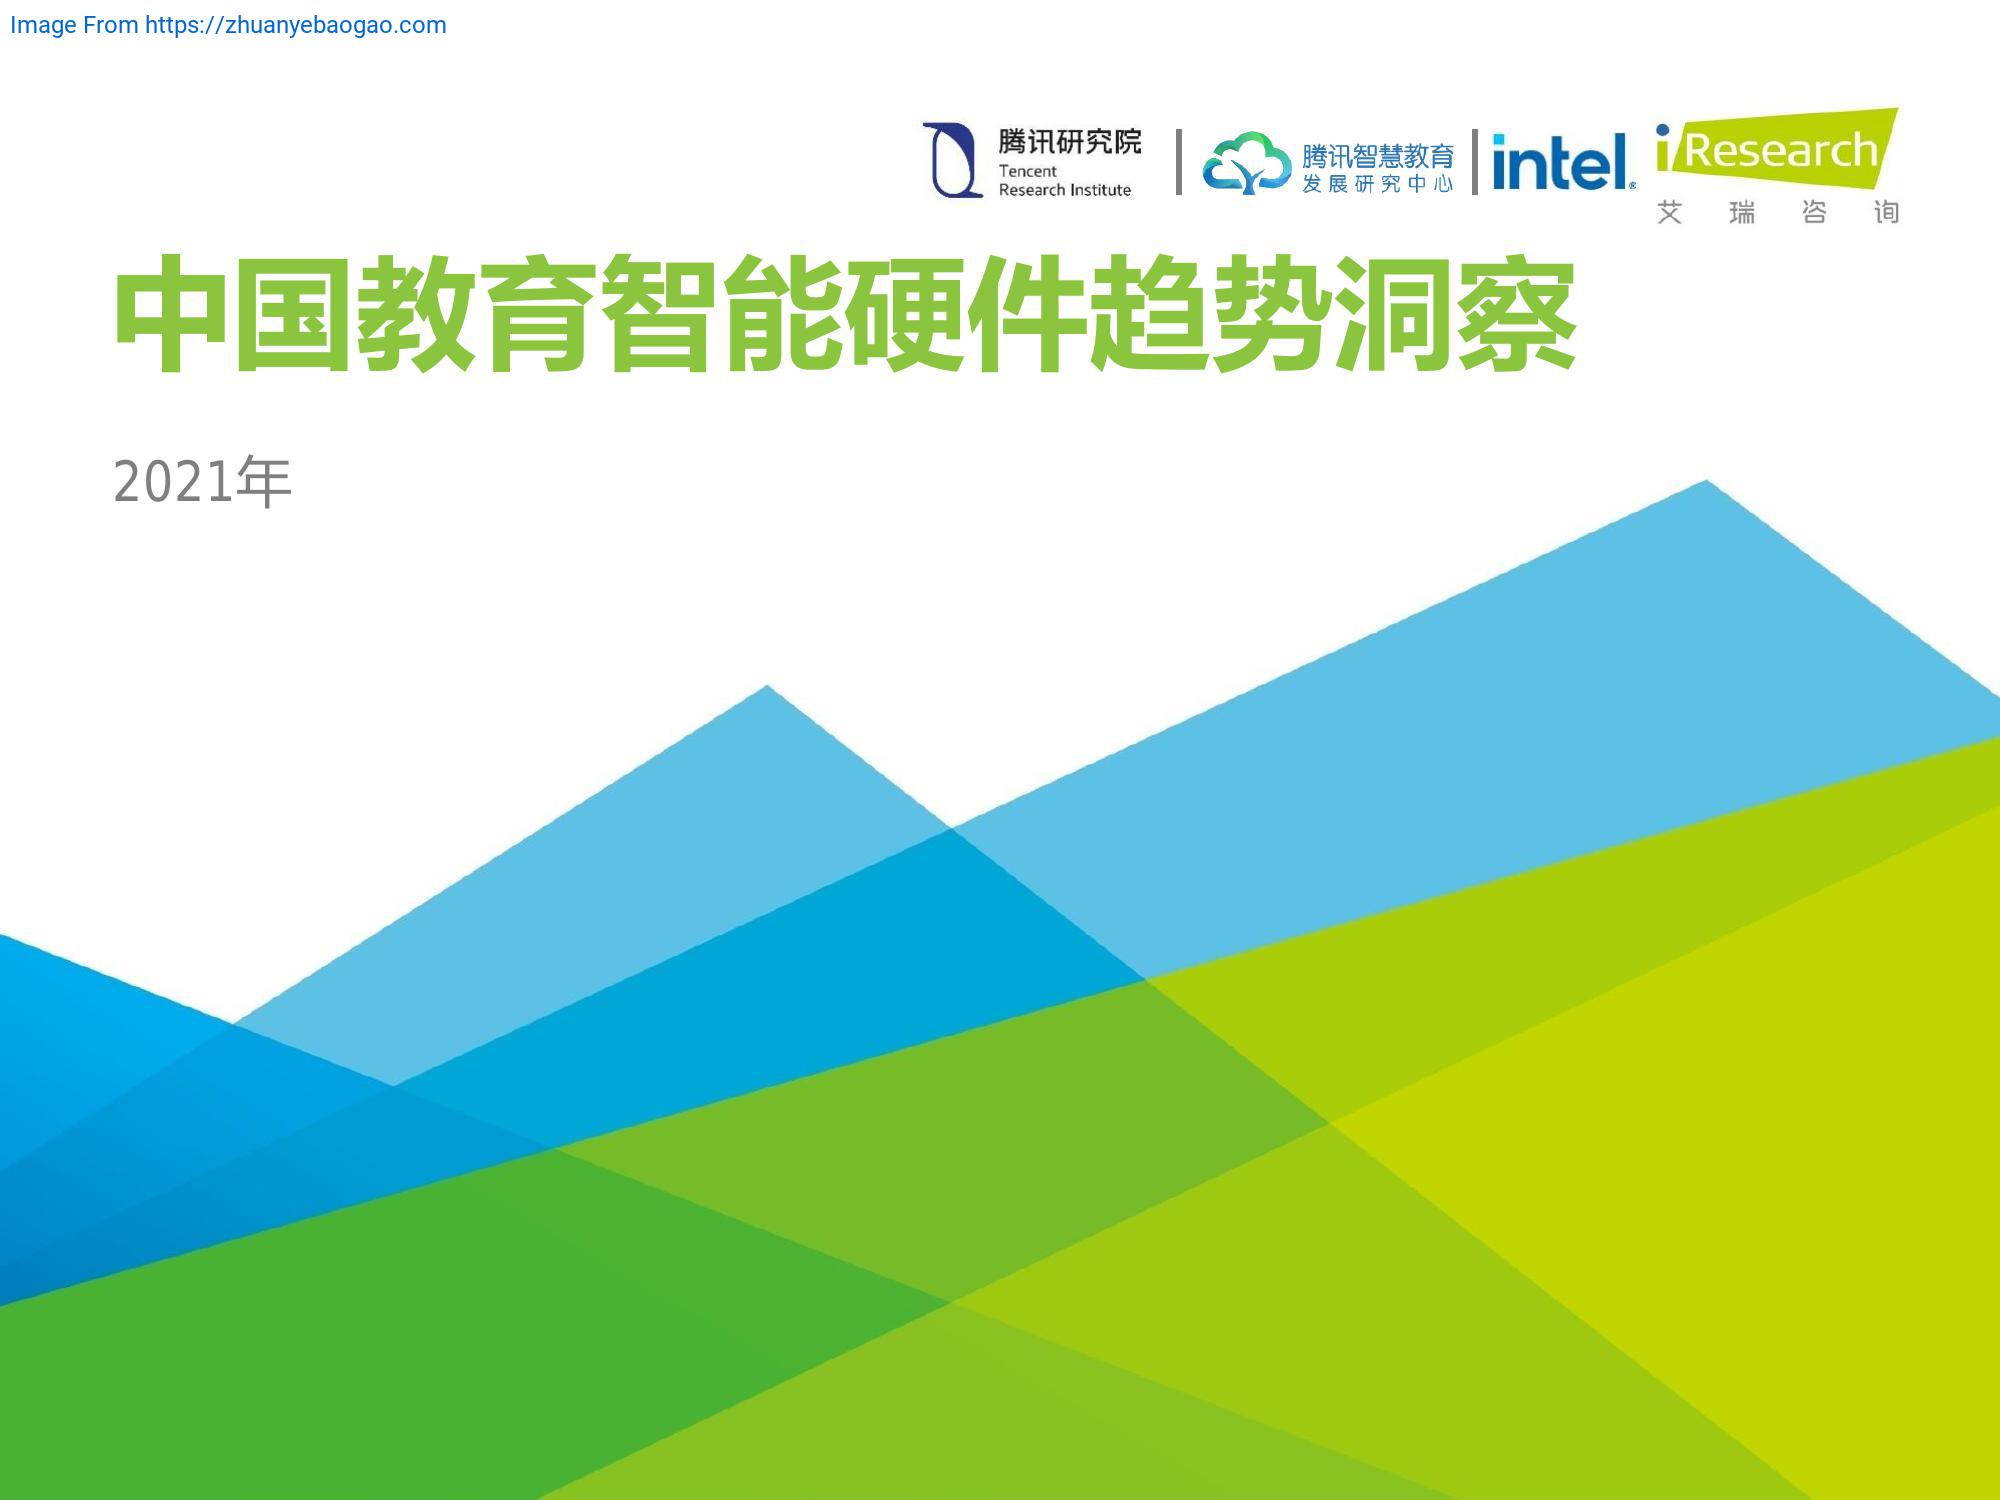 Image From https://zhuanyebaogao.com
腾讯研究院
Tencent
Research Institute
腾讯智慧教育
发展研究中心
intel®
iResearch
艾瑞咨询
中国教育智能硬件趋势洞察
2021年